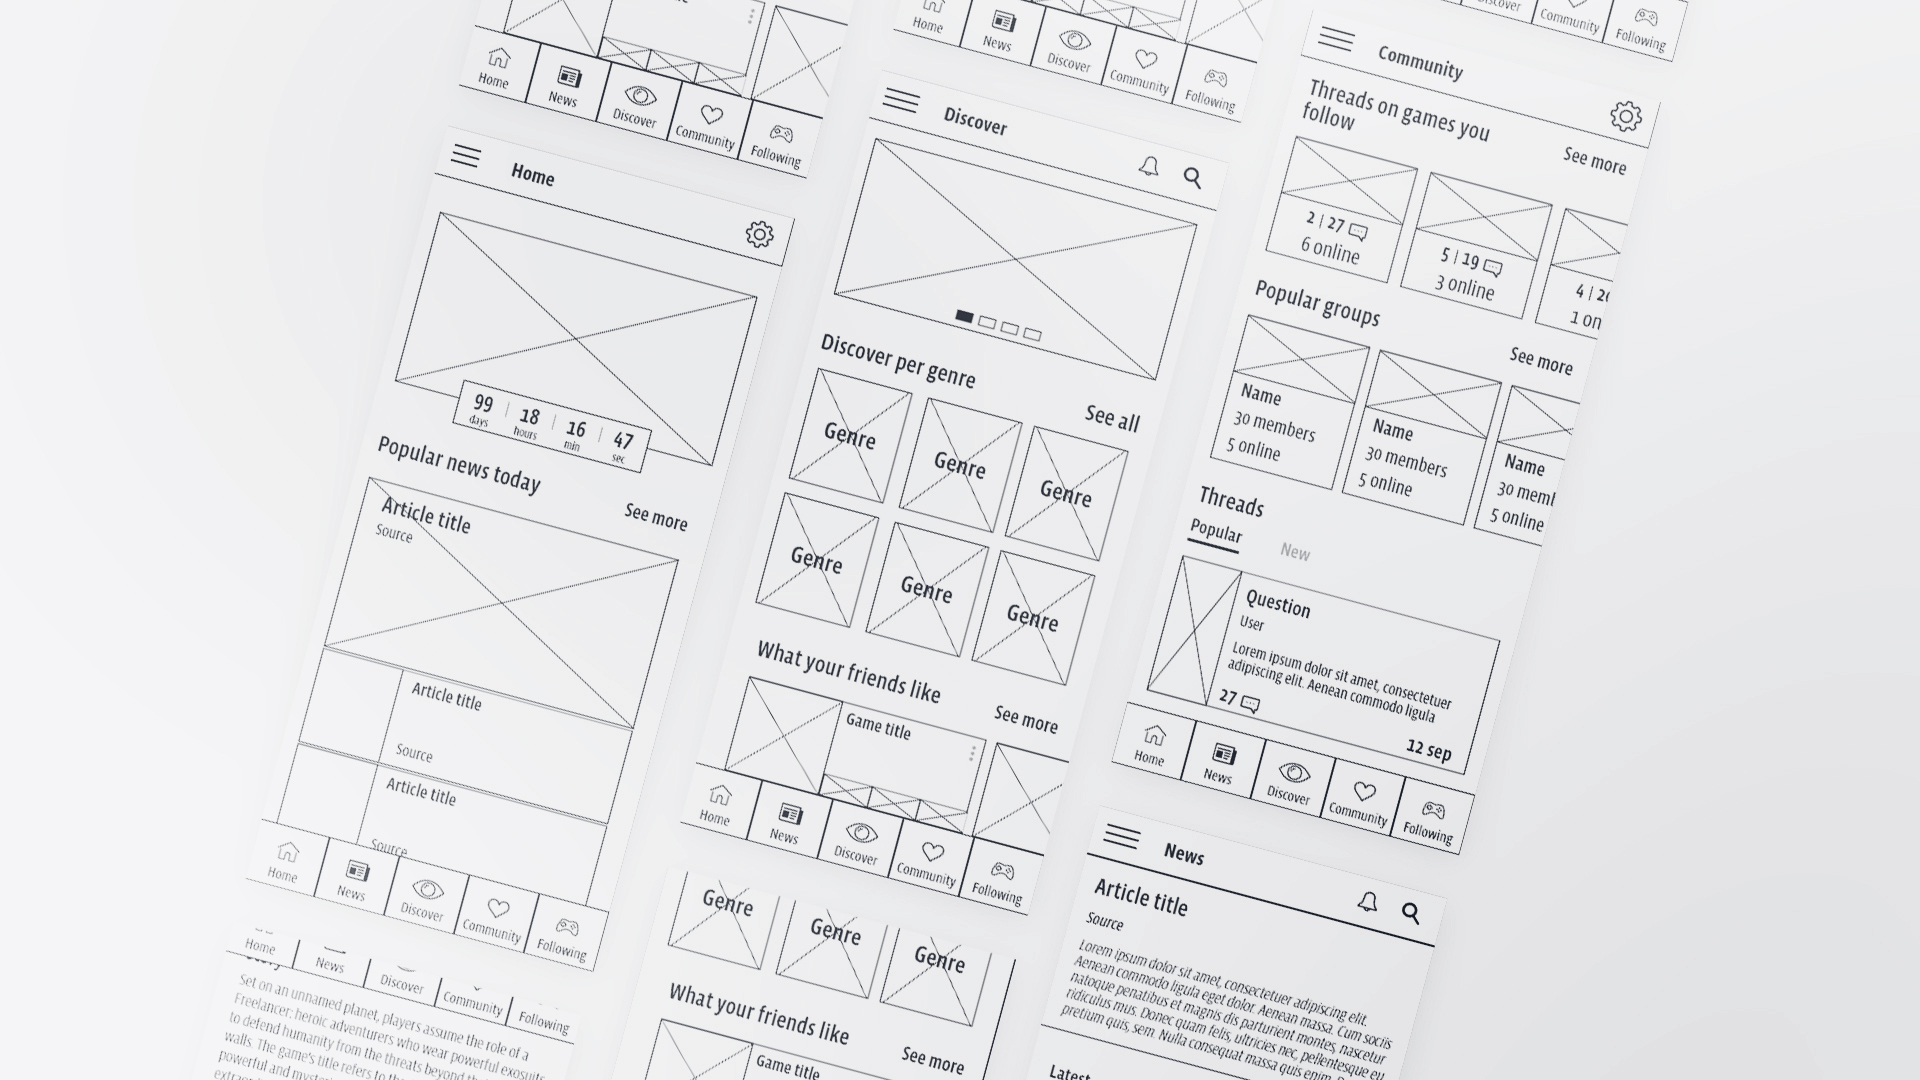 Home
News
Discover
Community
Following
Home
99
days
18
hours
16
min
47
sec
Popular news today
See more
Article title
Source
Article title
Source
Article title
Source
Home
News
Discover
Community
Following
Home
News
Discover
Community
Following
Set on an unnamed planet, players assume the role of a
Freelancer: heroic adventurers who wear powerful exosuits
to defend humanity from the threats beyond
walls. The game's title refers to
powerful and
Home
News
Discover
Community
Following
Discover
Discover per genre
See all
Genre
Genre
Genre
Genre
Genre
Genre
What your friends like
See more
Game title
Home
News
Discover
Community
Following
Genre
Genre
Genre
What your friends like
See more
Game title
Discover
Community
Following
Community
Threads on games you
follow
See more
2 | 27
6 online
5 | 19
3 online
4 |
1 on
Popular groups
See more
Name
30 members
5 online
Name
30 members
5 online
Name
30 mem
5 online
Threads
Popular
New
Question
User
Lorem ipsum dolor sit amet, consectetuer
adipiscing elit. Aenean commodo ligula
27
12 sep
Home
News
Discover
Community
Following
News
Article title
Source
Lorem ipsum dolor sit amet, consectetuer adipiscing elit.
Aenean commodo ligula eget dolor. Aenean massa. Cum sociis
natoque penatibus et magnis dis parturient montes, nascetur
ridiculus mus. Donec quam felis, ultricies nec, pellentesque eu
pretium quis, sem. Nulla consequat massa quis enim.
Latest